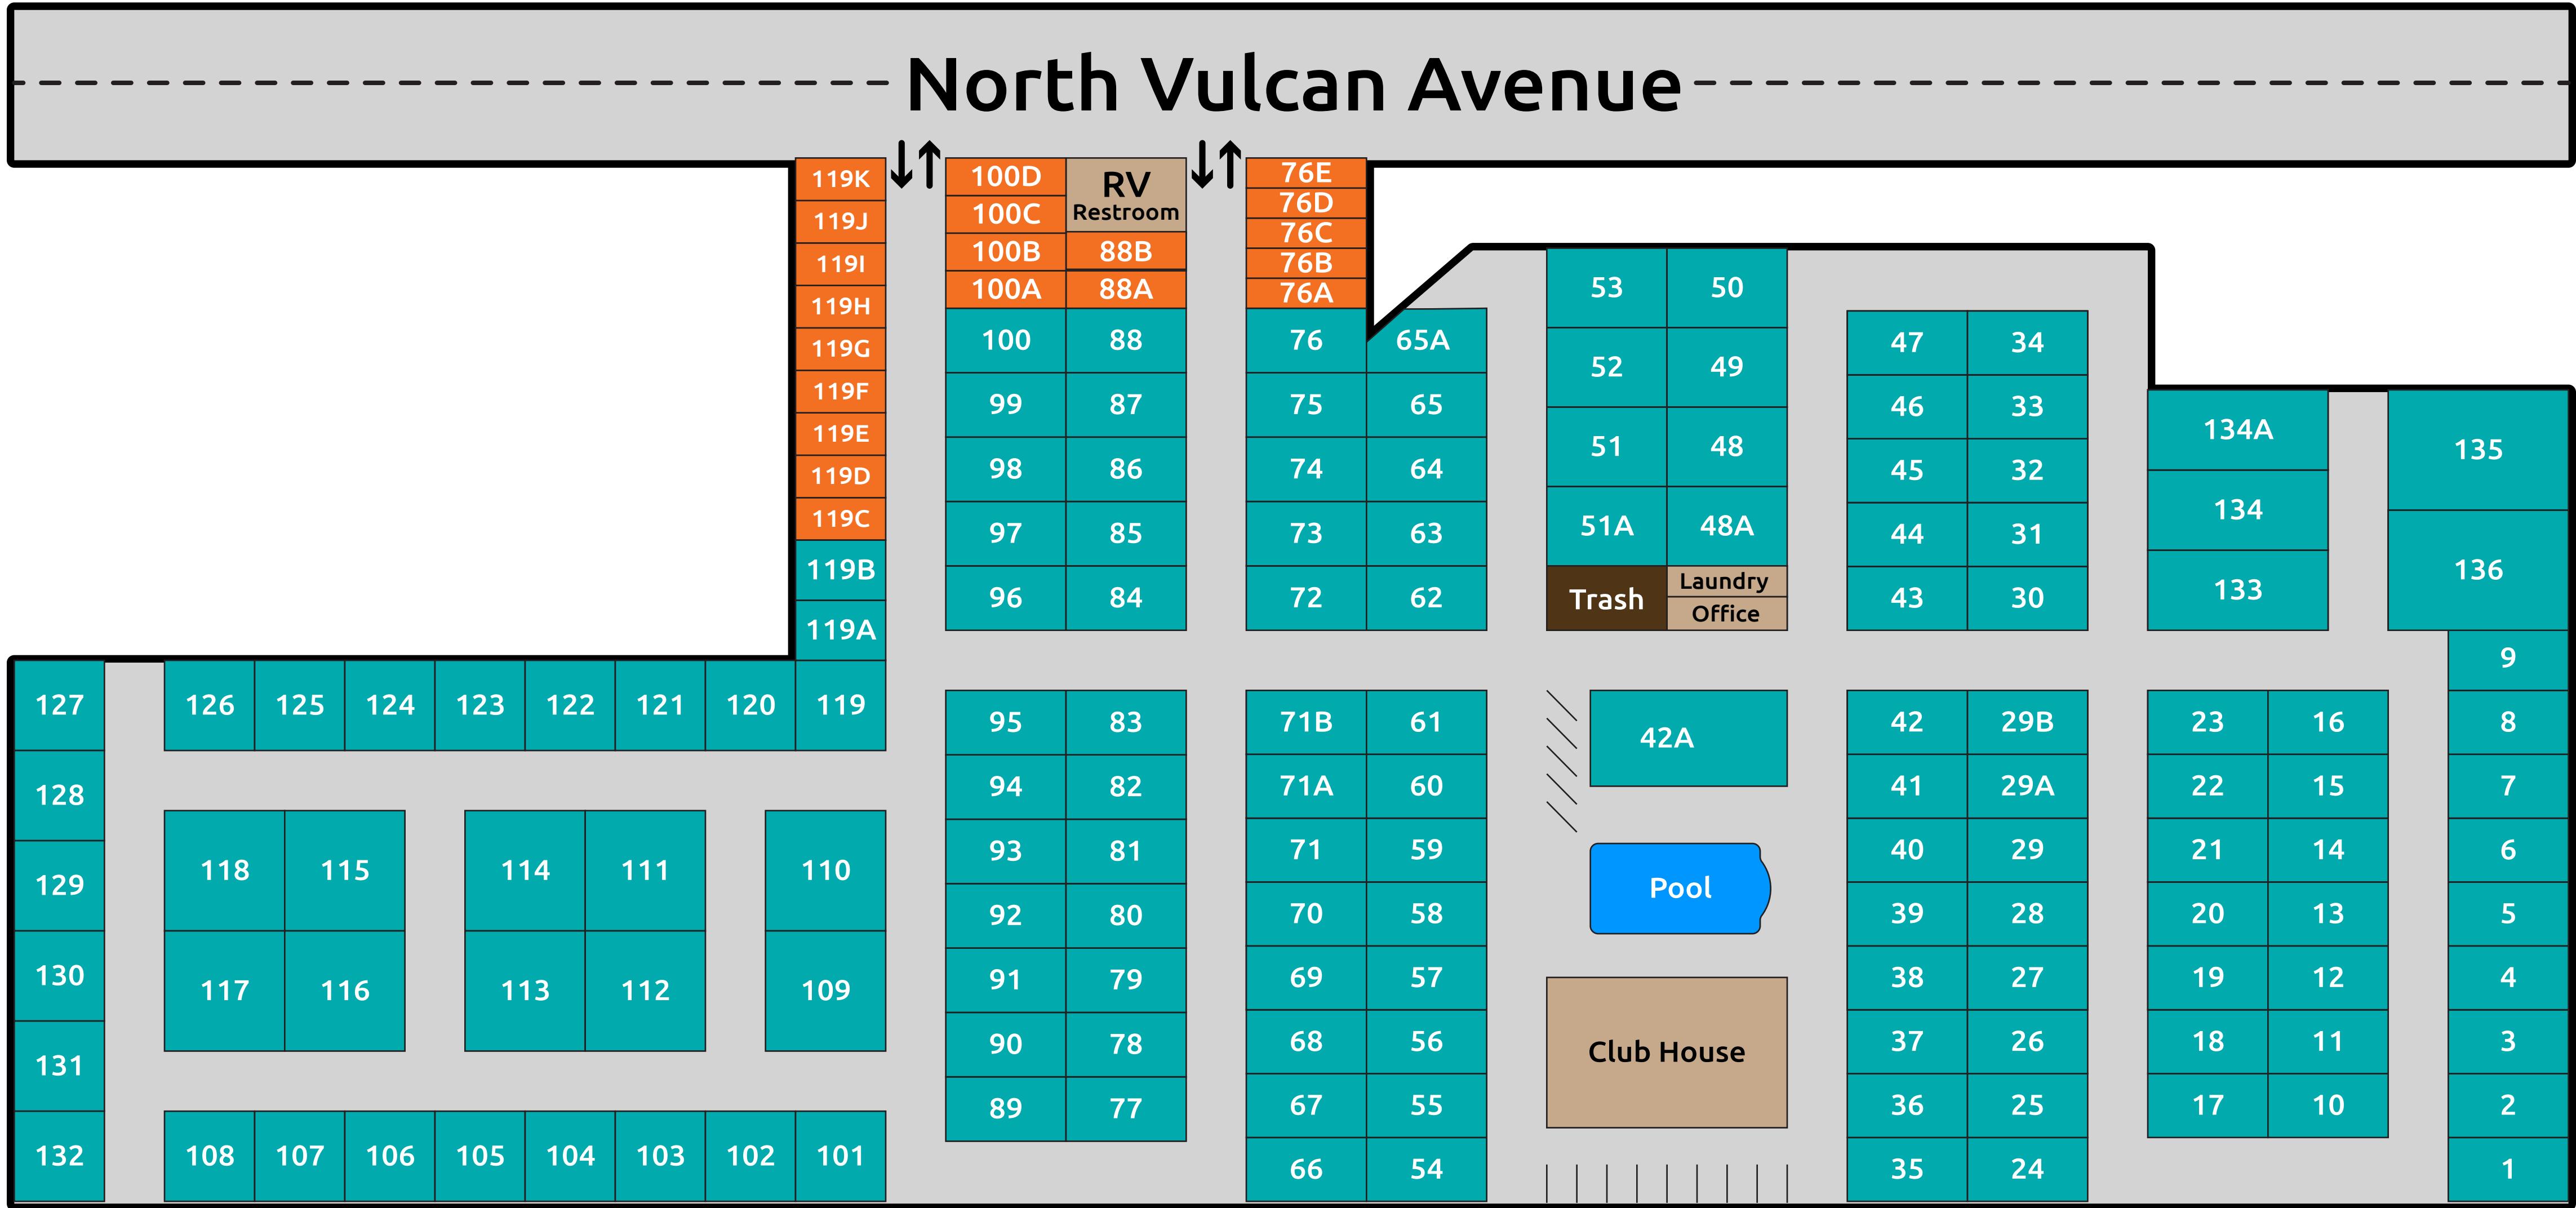 North Vulcan Avenue
119K
119J
119I
119H
119G
119F
119E
119D
119C
119B
119A
100D
100C
100B
100A
RV
Restroom
88B
88A
76E
76D
76C
76B
76A
100 88
99 87
98 86
97 85
96 84
76 65A
75 65
74 64
73 63
72 62
53 50
52 49
51 48
51A 48A
Trash
Laundry
Office
47 34
46 33
45 32
44 31
43 30
134A
134
133
135
136
127
128
129
130
131
132
126 125 124 123 122 121 120 119
118 115
117 116
114 111
113 112
110
109
108 107 106 105 104 103 102 101
95 83
94 82
93 81
92 80
91 79
90 78
89 77
71B 61
71A 60
71 59
70 58
69 57
68 56
67 55
66 54
42A
Pool
Club House
42 29B
41 29A
40 29
39 28
38 27
37 26
36 25
35 24
23 16
22 15
21 14
20 13
19 12
18 11
17 10
9
8
7
6
5
4
3
2
1